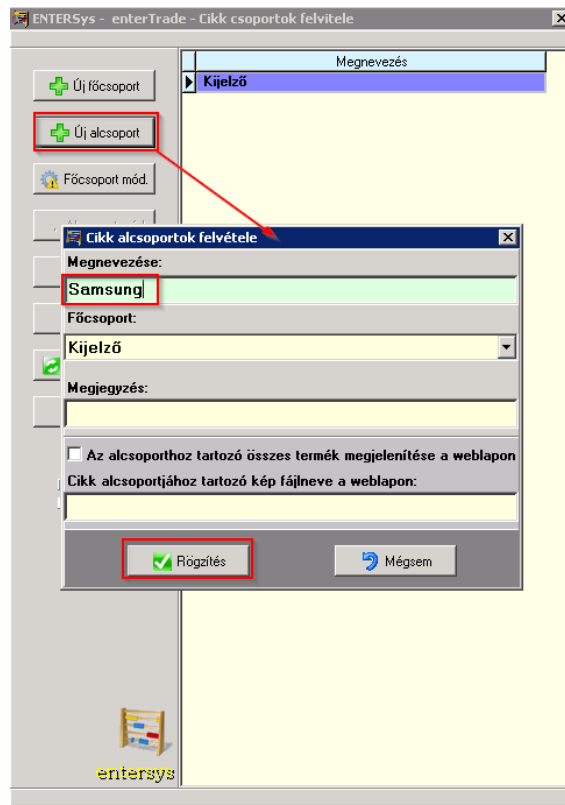 ENTERSys - enterTrade - Cikk csoportok felvitele
Megnevezés
Új főcsoport
Kijelző
Új alcsoport
Főcsoport mód.
Cikk alcsoportok felvétele
Megnevezése:
Samsung
Főcsoport:
Kijelző
Megjegyzés:
Az alcsoporthoz tartozó összes termék megjelenítése a weblapon
Cikk alcsoportjához tartozó kép fájlneve a weblapon:
Rögzítés
Mégsem
entersys